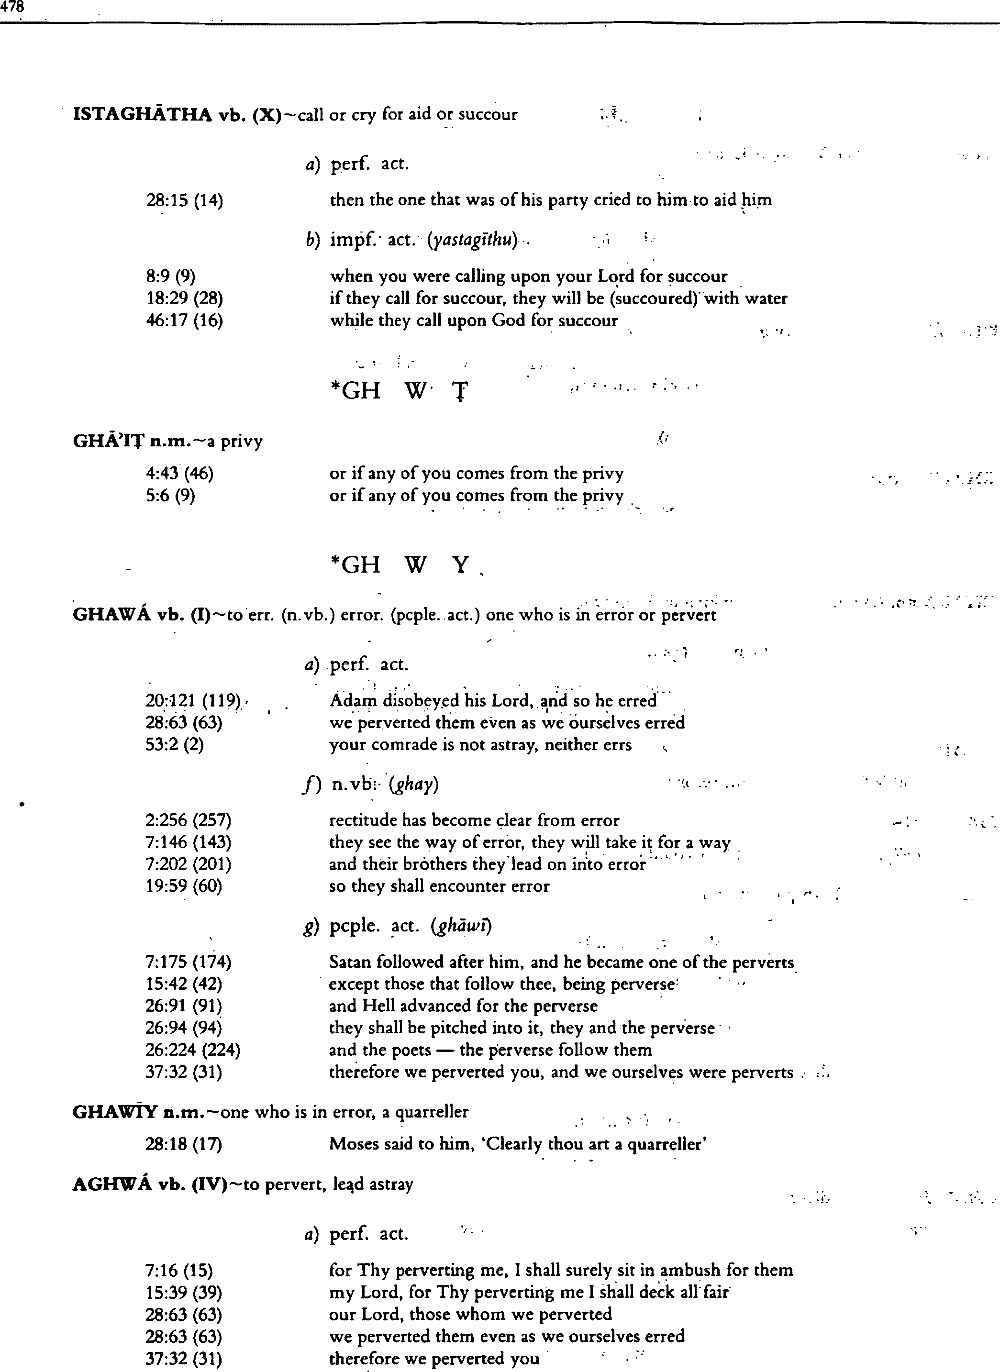 478
ISTAGHĀTHA vb. (X)~call or cry for aid or succour
a) perf. act.
28:15 (14) then the one that was of his party cried to him to aid him
b) impf. act. (yastagīthu)
8:9 (9) when you were calling upon your Lord for succour
18:29 (28) if they call for succour, they will be (succoured) with water
46:17 (16) while they call upon God for succour
*GH W Ṭ
GHĀ’IṬ n.m.~a privy
4:43 (46) or if any of you comes from the privy
5:6 (9) or if any of you comes from the privy
*GH W Y
GHAWÁ vb. (I)~to err. (n.vb.) error. (pcple. act.) one who is in error or pervert
a) perf. act.
20:121 (119) Adam disobeyed his Lord, and so he erred
28:63 (63) we perverted them even as we ourselves erred
53:2 (2) your comrade is not astray, neither errs
f) n.vb. (ghay)
2:256 (257) rectitude has become clear from error
7:146 (143) they see the way of error, they will take it for a way
7:202 (201) and their brothers they lead on into error
19:59 (60) so they shall encounter error
g) pcple. act. (ghāwī)
7:175 (174) Satan followed after him, and he became one of the perverts
15:42 (42) except those that follow thee, being perverse
26:91 (91) and Hell advanced for the perverse
26:94 (94) they shall be pitched into it, they and the perverse
26:224 (224) and the poets — the perverse follow them
37:32 (31) therefore we perverted you, and we ourselves were perverts
GHAWĪY n.m.~one who is in error, a quarreller
28:18 (17) Moses said to him, ‘Clearly thou art a quarreller’
AGHWÁ vb. (IV)~to pervert, lead astray
a) perf. act.
7:16 (15) for Thy perverting me, I shall surely sit in ambush for them
15:39 (39) my Lord, for Thy perverting me I shall deck all fair
28:63 (63) our Lord, those whom we perverted
28:63 (63) we perverted them even as we ourselves erred
37:32 (31) therefore we perverted you